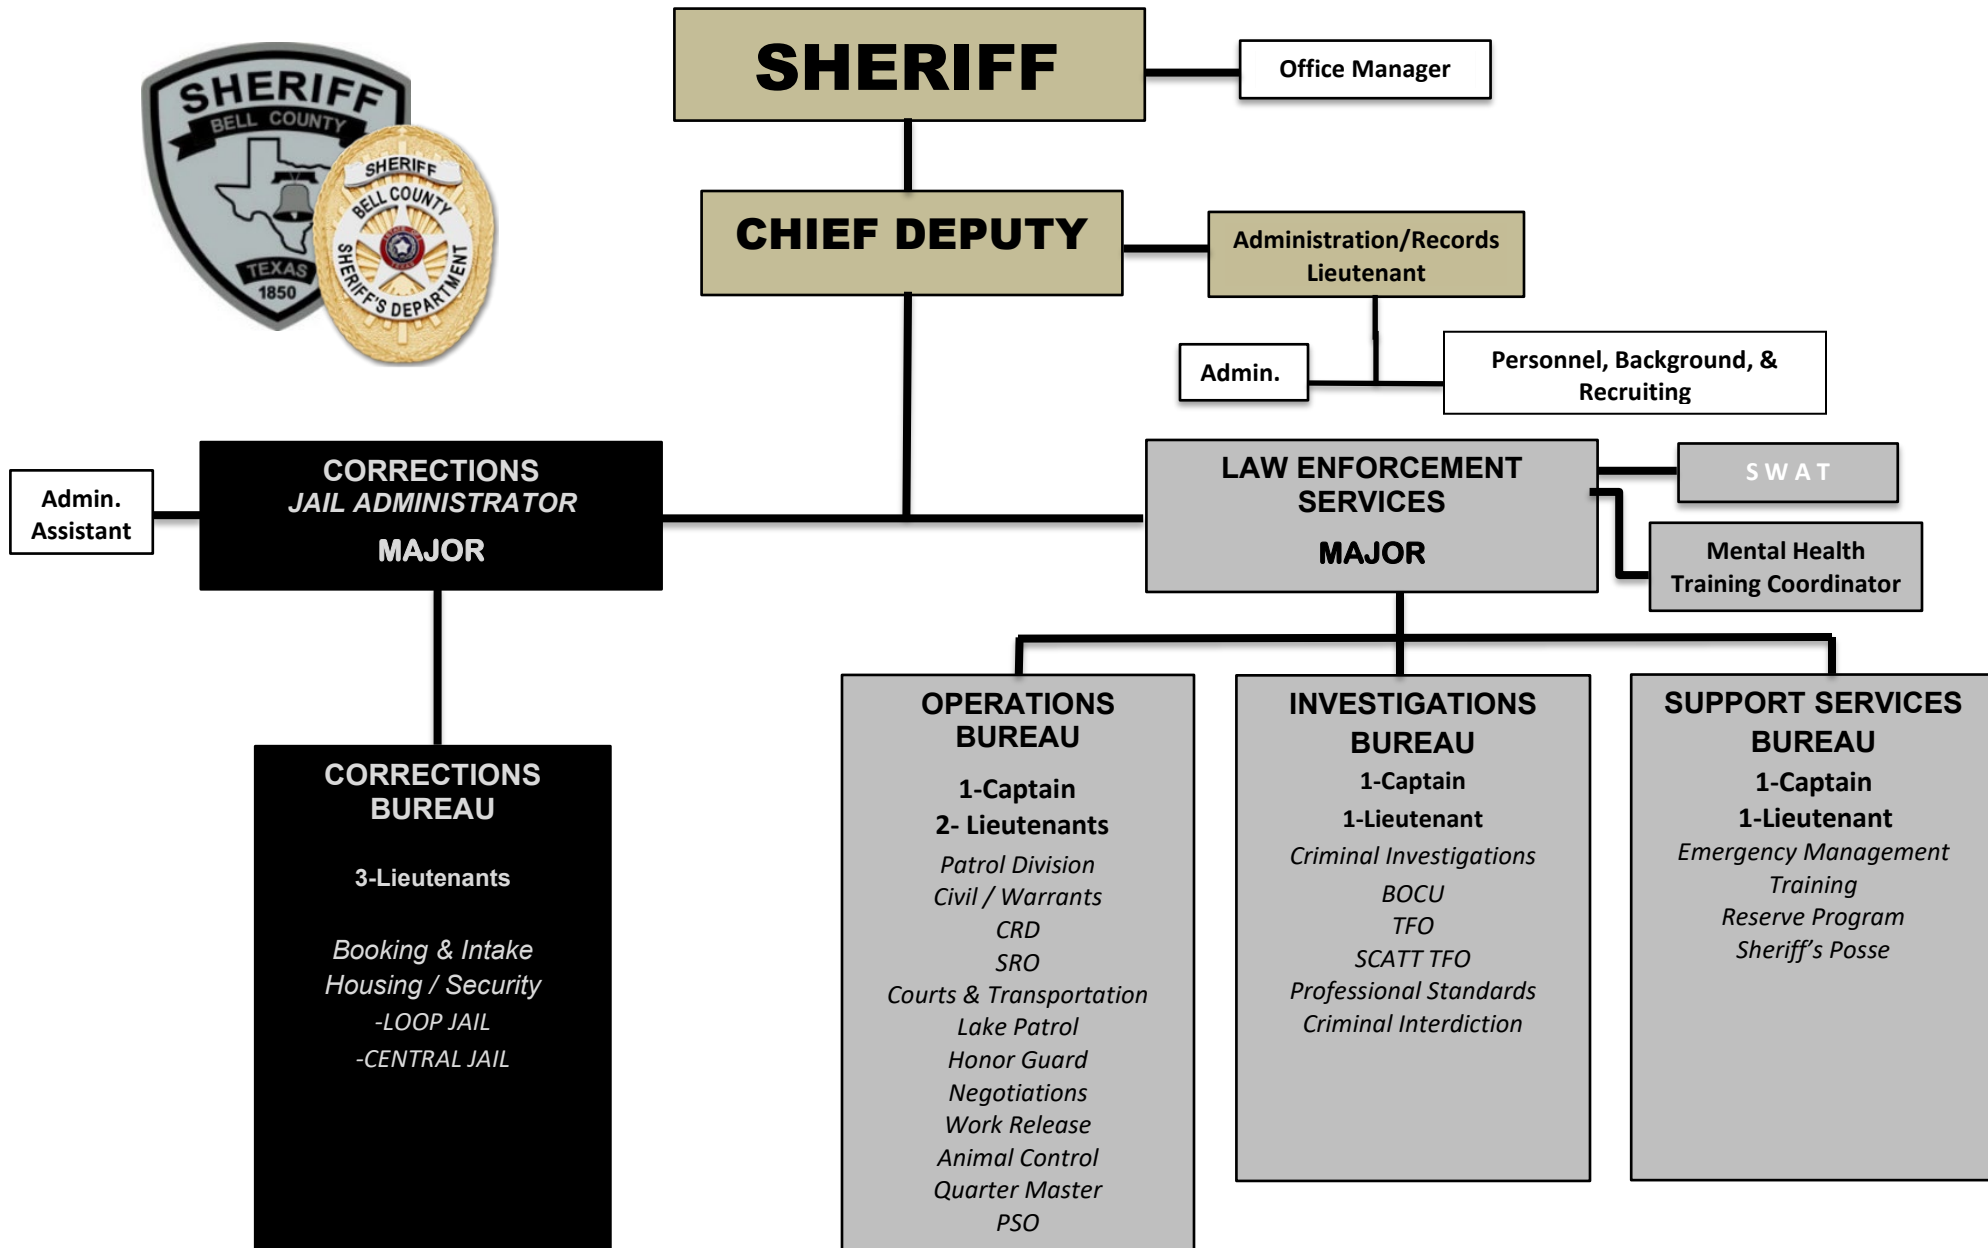 SHERIFF
BELL COUNTY
TEXAS
1850
SHERIFF
BELL COUNTY
SHERIFF'S DEPARTMENT
SHERIFF
Office Manager
CHIEF DEPUTY
Administration/Records
Lieutenant
Admin.
Personnel, Background, &
Recruiting
Admin.
Assistant
CORRECTIONS
JAIL ADMINISTRATOR
MAJOR
LAW ENFORCEMENT
SERVICES
MAJOR
S W A T
Mental Health
Training Coordinator
CORRECTIONS
BUREAU
3-Lieutenants
Booking & Intake
Housing / Security
-LOOP JAIL
-CENTRAL JAIL
OPERATIONS
BUREAU
1-Captain
2- Lieutenants
Patrol Division
Civil / Warrants
CRD
SRO
Courts & Transportation
Lake Patrol
Honor Guard
Negotiations
Work Release
Animal Control
Quarter Master
PSO
INVESTIGATIONS
BUREAU
1-Captain
1-Lieutenant
Criminal Investigations
BOCU
TFO
SCATT TFO
Professional Standards
Criminal Interdiction
SUPPORT SERVICES
BUREAU
1-Captain
1-Lieutenant
Emergency Management
Training
Reserve Program
Sheriff’s Posse